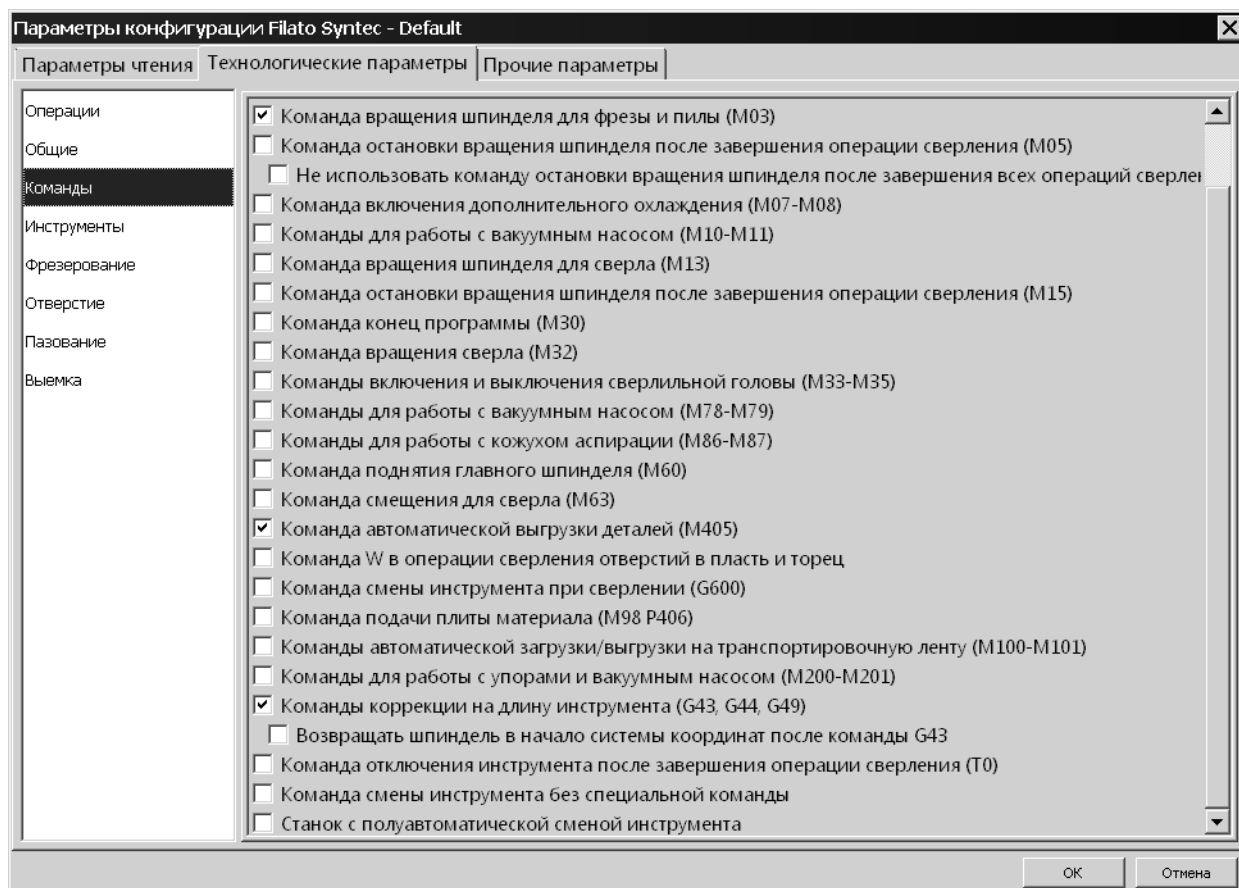 Параметры конфигурации Filato Syntec - Default
Параметры чтения
Технологические параметры
Прочие параметры
Операции
Общие
Команды
Инструменты
Фрезерование
Отверстие
Пазование
Выемка
Команда вращения шпинделя для фрезы и пилы (M03)
Команда остановки вращения шпинделя после завершения операции сверления (M05)
Не использовать команду остановки вращения шпинделя после завершения всех операций сверлен
Команда включения дополнительного охлаждения (M07-M08)
Команды для работы с вакуумным насосом (M10-M11)
Команда вращения шпинделя для сверла (M13)
Команда остановки вращения шпинделя после завершения операции сверления (M15)
Команда конец программы (M30)
Команда вращения сверла (M32)
Команды включения и выключения сверлильной головы (M33-M35)
Команды для работы с вакуумным насосом (M78-M79)
Команды для работы с кожухом аспирации (M86-M87)
Команда поднятия главного шпинделя (M60)
Команда смещения для сверла (M63)
Команда автоматической выгрузки деталей (M405)
Команда W в операции сверления отверстий в пласть и торец
Команда смены инструмента при сверлении (G600)
Команда подачи плиты материала (M98 P406)
Команды автоматической загрузки/выгрузки на транспортировочную ленту (M100-M101)
Команды для работы с упорами и вакуумным насосом (M200-M201)
Команды коррекции на длину инструмента (G43, G44, G49)
Возвращать шпиндель в начало системы координат после команды G43
Команда отключения инструмента после завершения операции сверления (T0)
Команда смены инструмента без специальной команды
Станок с полуавтоматической сменой инструмента
ОК
Отмена